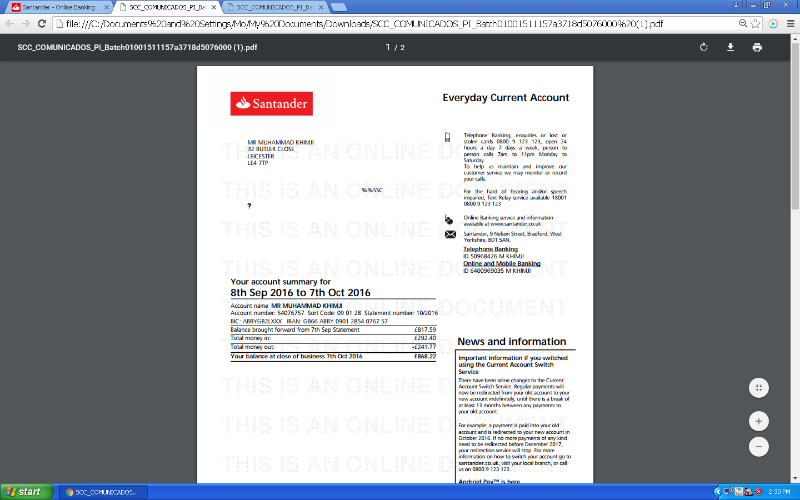 Santander - Online Banking
SCC_COMUNICADOS_PI_Ba
SCC_COMUNICADOS_PI_Ba
file:///C:/Documents%20and%20Settings/Mo/My%20Documents/Downloads/SCC_COMUNICADOS_PI_Batch01001511157a3718d5076000%20(1).pdf
SCC_COMUNICADOS_PI_Batch01001511157a3718d5076000 (1).pdf
1 / 2
Santander
Everyday Current Account
MR MUHAMMAD KHIMJI
32 BUTLER CLOSE
LEICESTER
LE4 7TP
%%SSC
?
Telephone Banking, enquiries or lost or
stolen cards 0800 9 123 123, open 24
hours a day 7 days a week, person to
person calls 7am to 11pm Monday to
Saturday
To help us maintain and improve our
customer service we may monitor or record
your calls.
For the hard of hearing and/or speech
impaired, Text Relay service available 18001
0800 9 123 123
Online Banking service and information
available at www.santander.co.uk
Santander, 9 Nelson Street, Bradford, West
Yorkshire, BD1 5AN.
Telephone Banking
ID 50968426 M KHIMJI
Online and Mobile Banking
ID 6400969035 M KHIMJI
THIS IS AN ONLINE DOCUMENT
THIS IS AN ONLINE DOCUMENT
THIS IS AN ONLINE DOCUMENT
THIS IS AN ONLINE DOCUMENT
Your account summary for
8th Sep 2016 to 7th Oct 2016
Account name MR MUHAMMAD KHIMJI
Account number: 54076757 Sort Code: 09 01 28 Statement number: 10/2016
BIC: ABBYGB2LXXX IBAN: GB66 ABBY 0901 2854 0767 57
Balance brought forward from 7th Sep Statement £817.59
Total money in: £292.40
Total money out: -£241.77
Your balance at close of business 7th Oct 2016 £868.22
News and information
Important information if you switched
using the Current Account Switch
Service
There have been some changes to the Current
Account Switch Service. Regular payments will
now be redirected from your old account to your
new account indefinitely, until there is a break of
at least 13 months between any payments to
your old account.
For example: a payment is paid into your old
account and is redirected to your new account in
October 2016. If no more payments of any kind
need to be redirected before December 2017,
your redirection service will stop. For more
information on how to switch your account go to
santander.co.uk, visit your local branch, or call
us on 0800 9 123 123.
Android Pay™ is here
start
SCC_COMUNICADOS...
2:30 PM